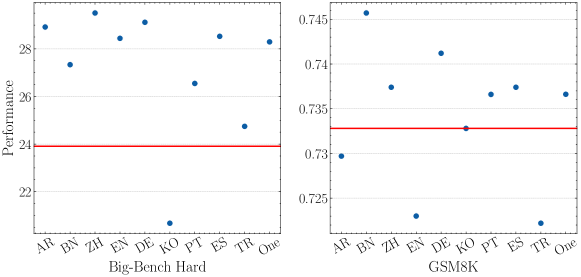 Performance
28
26
24
22
AR BN ZH EN DE KO PT ES TR One
Big-Bench Hard
0.745
0.74
0.735
0.73
0.725
AR BN ZH EN DE KO PT ES TR One
GSM8K